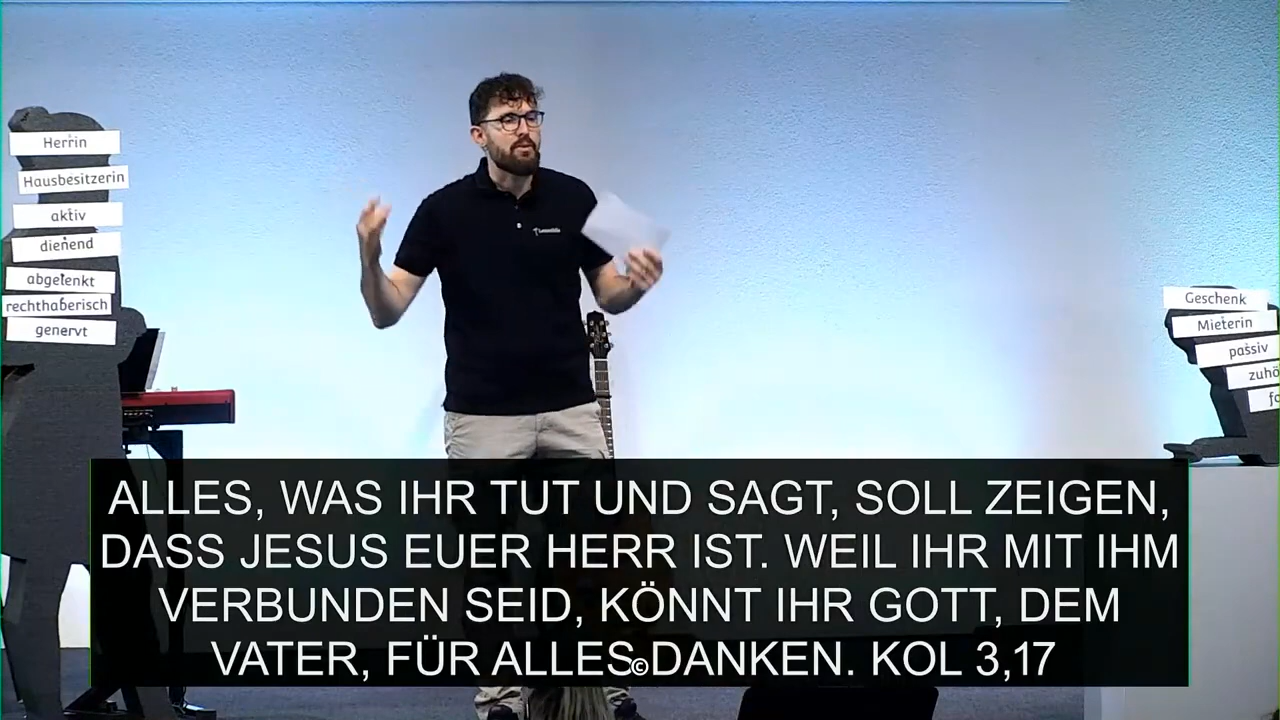 Herrin
Hausbesitzerin
aktiv
dienend
abgelenkt
rechthaberisch
genervt
Geschenk
Mieterin
passiv
ALLES, WAS IHR TUT UND SAGT, SOLL ZEIGEN,
DASS JESUS EUER HERR IST. WEIL IHR MIT IHM
VERBUNDEN SEID, KÖNNT IHR GOTT, DEM
VATER, FÜR ALLES DANKEN. KOL 3,17
©